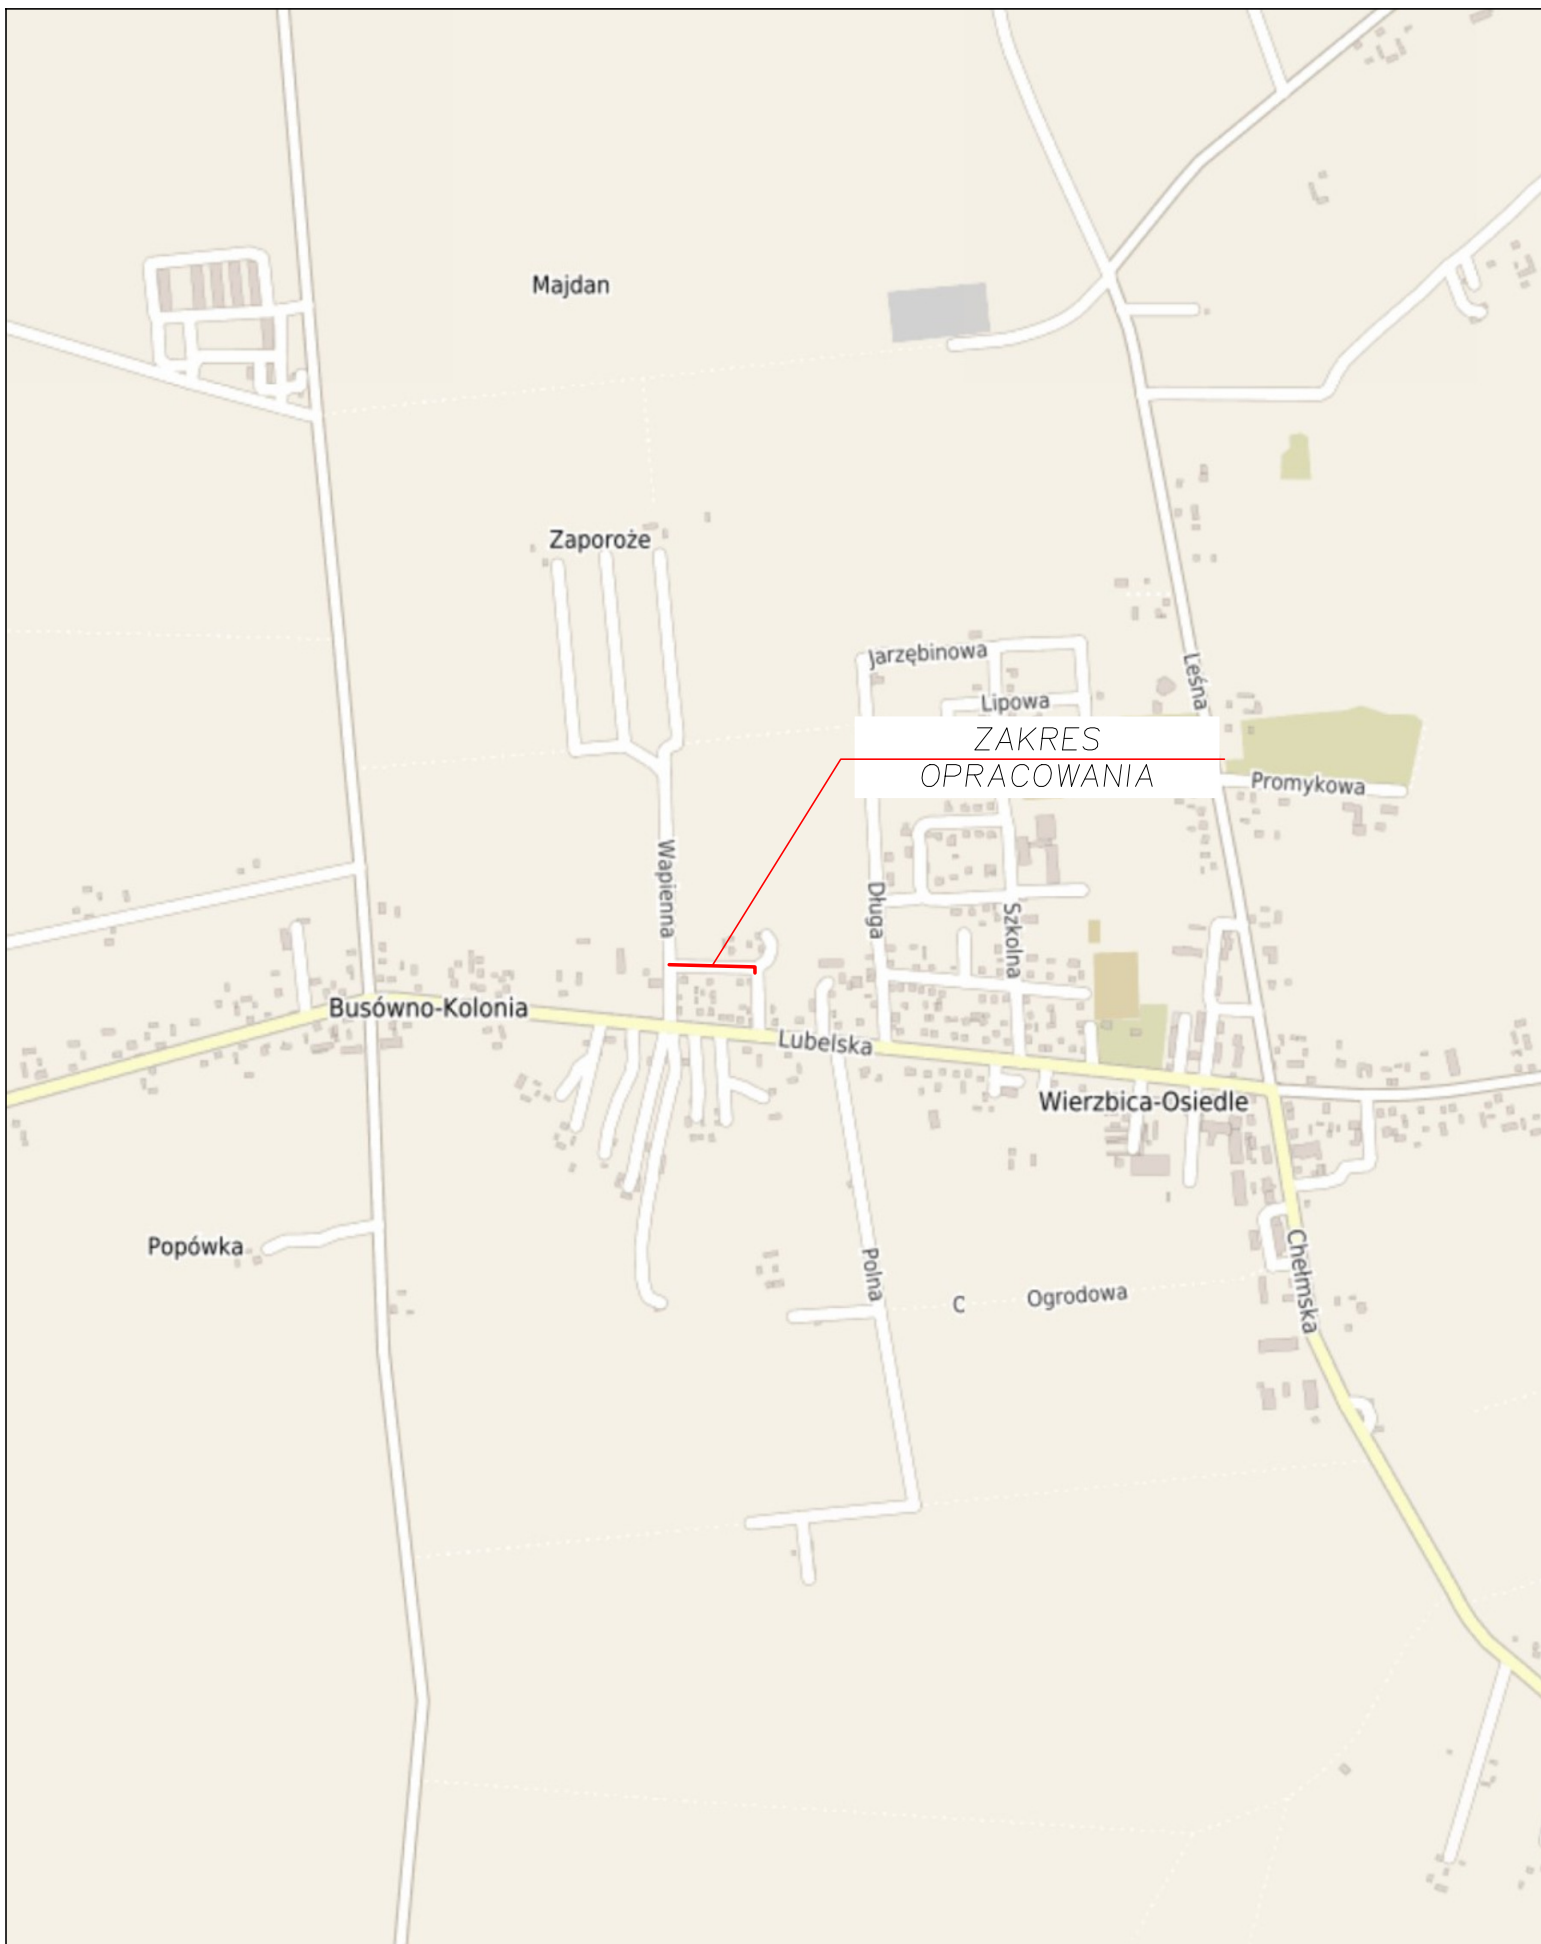 Majdan
Zaporoże
Jarzębinowa
Leśna
Lipowa
ZAKRES
OPRACOWANIA
Promykowa
Wapienna
Długa
Szkolna
Busówno-Kolonia
Lubelska
Wierzbica-Osiedle
Popówka
Polna
C
Ogrodowa
Chełmska